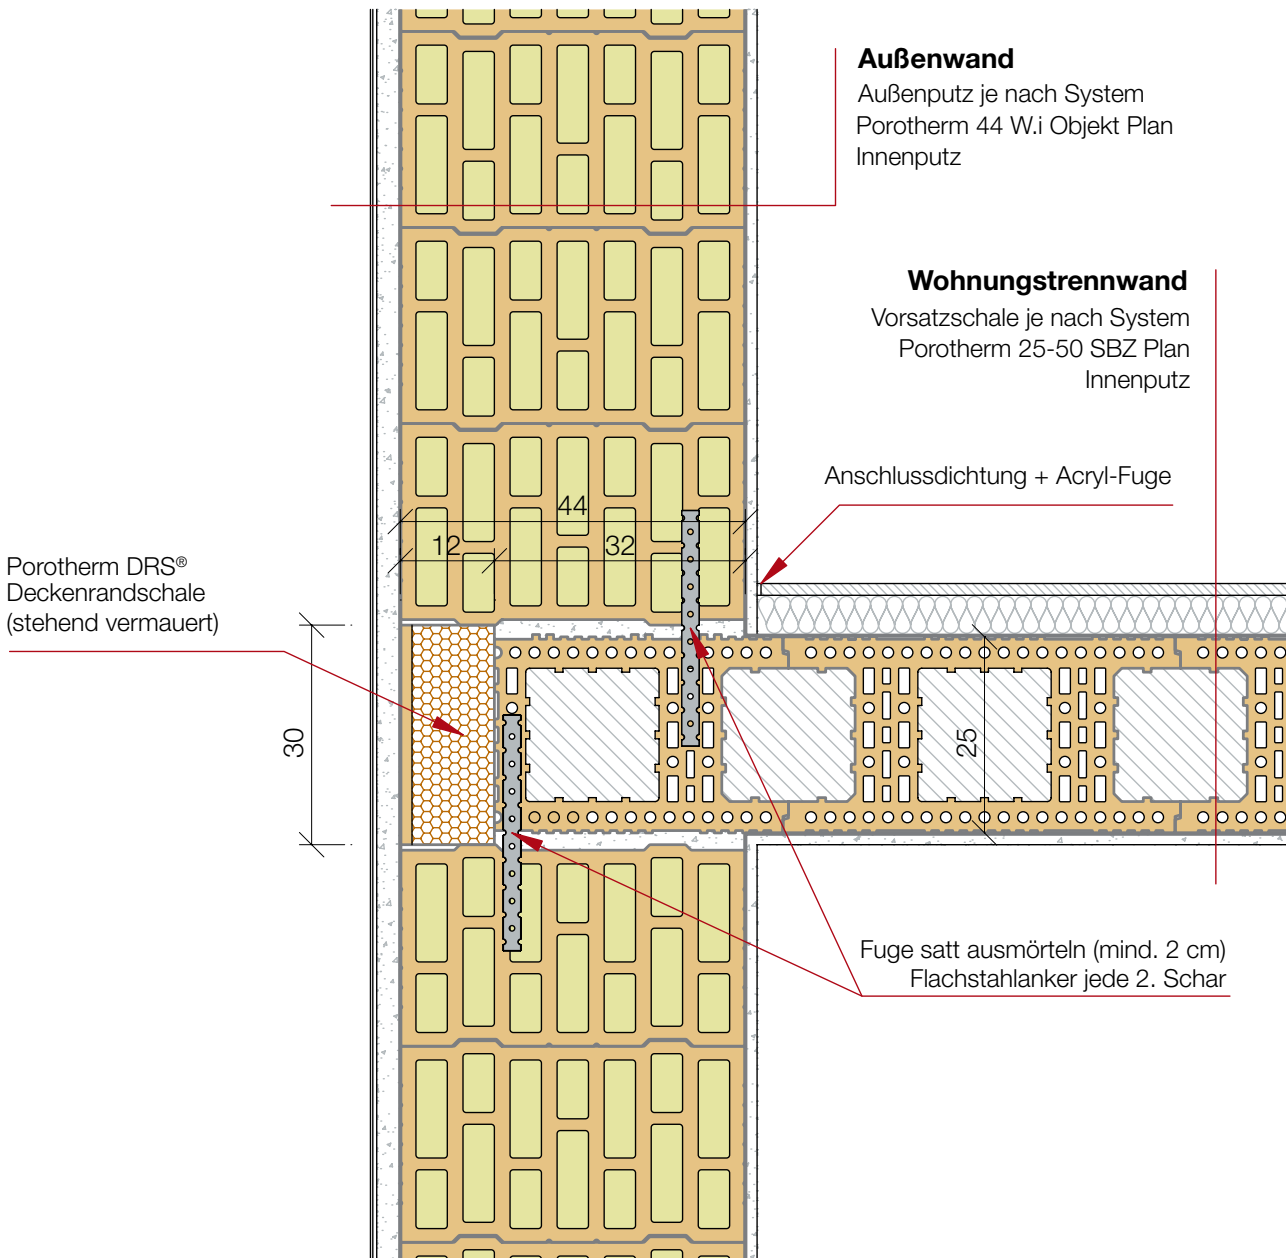 Außenwand
Außenputz je nach System
Porotherm 44 W.i Objekt Plan
Innenputz
Wohnungstrennwand
Vorsatzschale je nach System
Porotherm 25-50 SBZ Plan
Innenputz
Anschlussdichtung + Acryl-Fuge
44
12
32
Porotherm DRS®
Deckenrandschale
(stehend vermauert)
30
25
Fuge satt ausmörteln (mind. 2 cm)
Flachstahlanker jede 2. Schar